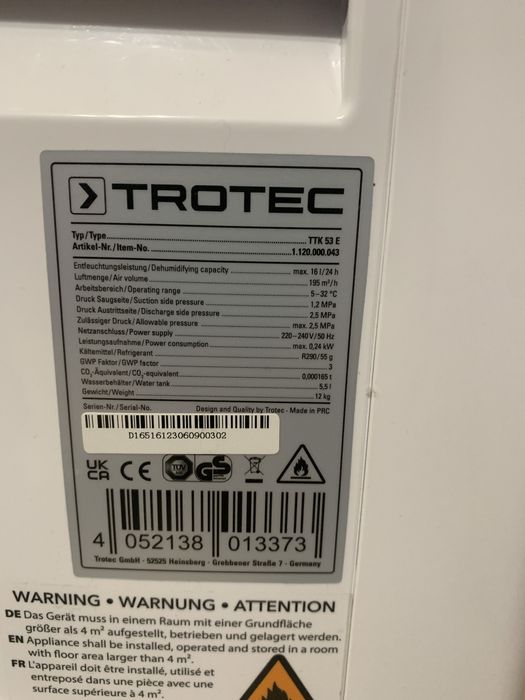 TROTEC
Typ/Type.......... TTK 53 E
Artikel-Nr./Item-No. .......... 1.120.000.043
Entfeuchtungsleistung/Dehumidifying capacity .......... max. 16 l/24 h
Luftmenge/Air volume .......... 195 m³/h
Arbeitsbereich/Operating range .......... 5–32 °C
Druck Saugseite/Suction side pressure .......... 1,2 MPa
Druck Austrittseite/Discharge side pressure .......... 2,5 MPa
Zulässiger Druck/Allowable pressure .......... max. 2,5 MPa
Netzanschluss/Power supply .......... 220–240 V/50 Hz
Leistungsaufnahme/Power consumption .......... max. 0,24 kW
Kältemittel/Refrigerant .......... R290/55 g
GWP Faktor/GWP factor .......... 3
CO₂-Äquivalent/CO₂-equivalent .......... 0,000165 t
Wasserbehälter/Water tank .......... 5,5 l
Gewicht/Weight .......... 12 kg
Serien-Nr./Serial-No. Design and Quality by Trotec - Made in PRC
D16516123060900302
UK CA CE TÜV GS
4 052138 013373
Trotec GmbH · 52525 Heinsberg · Grebbener Straße 7 · Germany
WARNING • WARNUNG • ATTENTION
DE Das Gerät muss in einem Raum mit einer Grundfläche
größer als 4 m² aufgestellt, betrieben und gelagert werden.
EN Appliance shall be installed, operated and stored in a room
with floor area larger than 4 m².
FR L'appareil doit être installé, utilisé et
entreposé dans une pièce avec une
surface supérieure à 4 m².